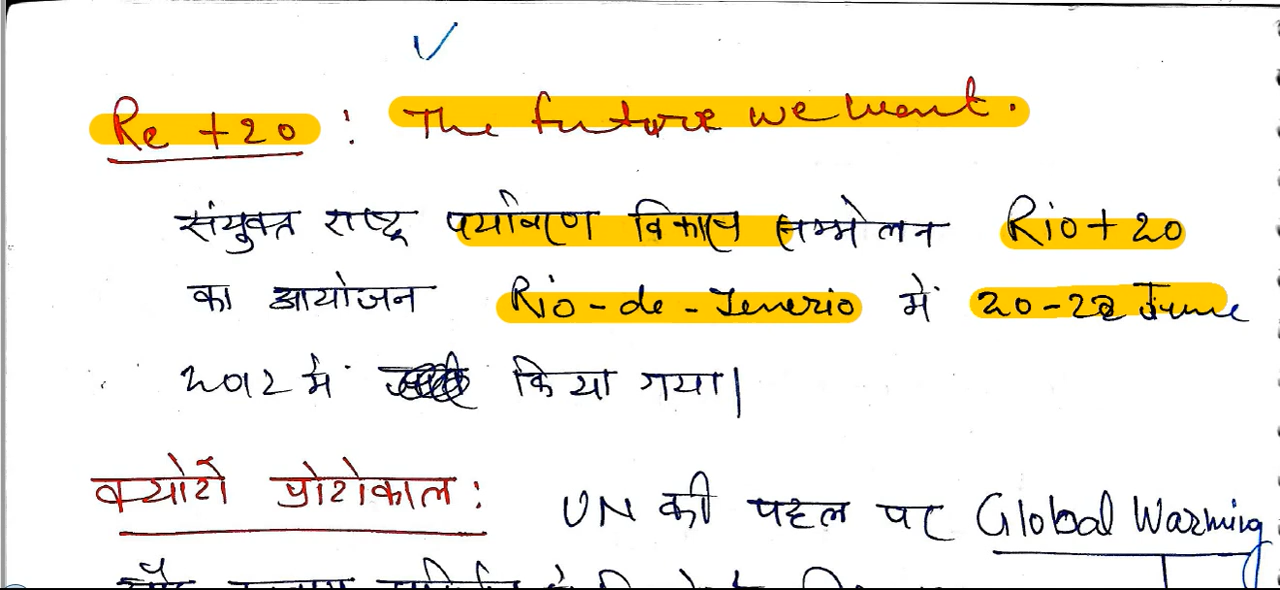 Re +20 : The future we want.
संयुक्त राष्ट्र पर्यावरण विकास सम्मेलन Rio+20
का आयोजन Rio-de-Jenerio में 20-22 June
2012 में किया गया।
क्योटो प्रोटोकाल : UN की पहल पर Global Warming